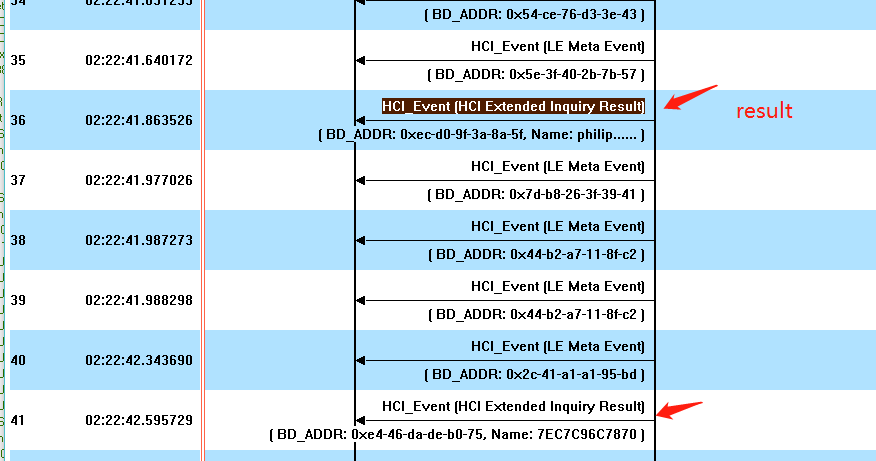 ( BD_ADDR: 0x54-ce-76-d3-3e-43 )
HCI_Event (LE Meta Event)
35 02:22:41.640172
( BD_ADDR: 0x5e-3f-40-2b-7b-57 )
HCI_Event (HCI Extended Inquiry Result)
result
36 02:22:41.863526
( BD_ADDR: 0xec-d0-9f-3a-8a-5f, Name: philip...... )
HCI_Event (LE Meta Event)
37 02:22:41.977026
( BD_ADDR: 0x7d-b8-26-3f-39-41 )
HCI_Event (LE Meta Event)
38 02:22:41.987273
( BD_ADDR: 0x44-b2-a7-11-8f-c2 )
HCI_Event (LE Meta Event)
39 02:22:41.988298
( BD_ADDR: 0x44-b2-a7-11-8f-c2 )
HCI_Event (LE Meta Event)
40 02:22:42.343690
( BD_ADDR: 0x2c-41-a1-a1-95-bd )
HCI_Event (HCI Extended Inquiry Result)
41 02:22:42.595729
( BD_ADDR: 0xe4-46-da-de-b0-75, Name: 7EC7C96C7870 )